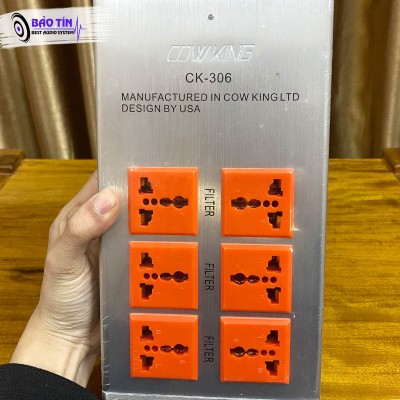 BẢO TÍN
BEST AUDIO SYSTEM
COWKING
CK-306
MANUFACTURED IN COW KING LTD
DESIGN BY USA
FILTER
FILTER
FILTER